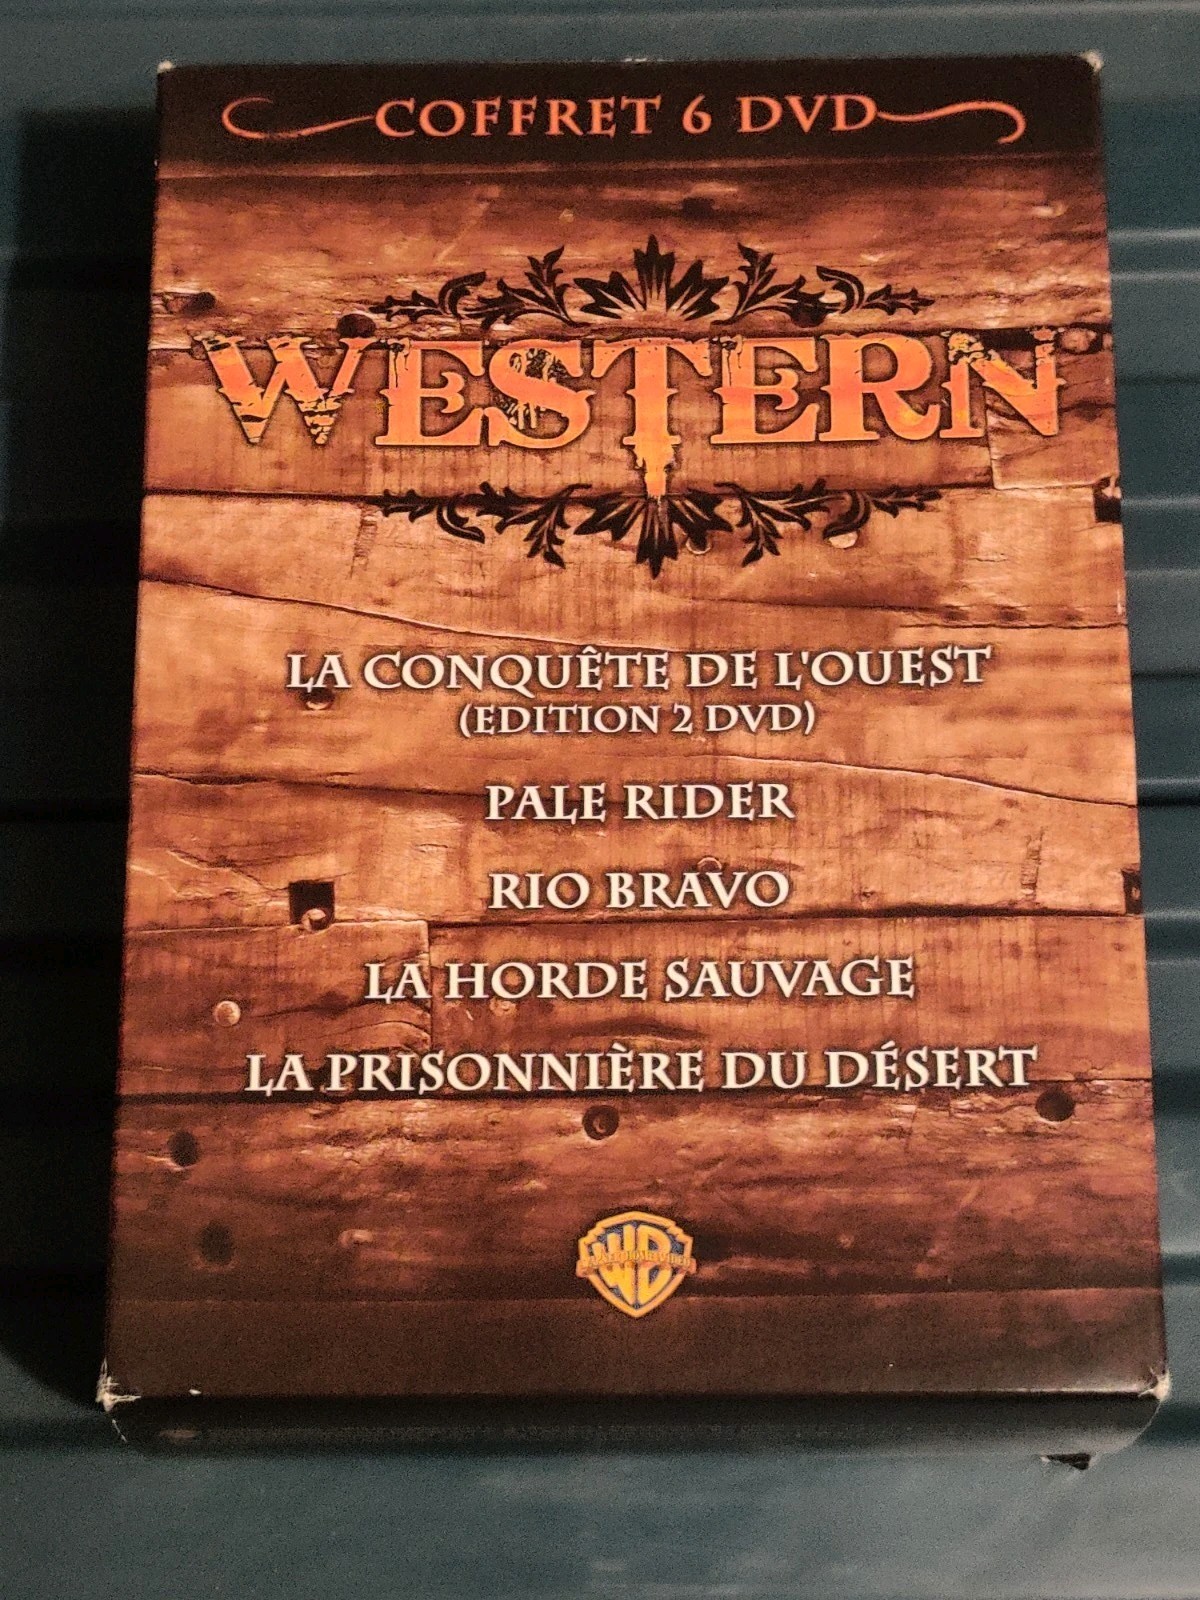 COFFRET 6 DVD
WESTERN
LA CONQUÊTE DE L'OUEST
(EDITION 2 DVD)
PALE RIDER
RIO BRAVO
LA HORDE SAUVAGE
LA PRISONNIÈRE DU DÉSERT
WB